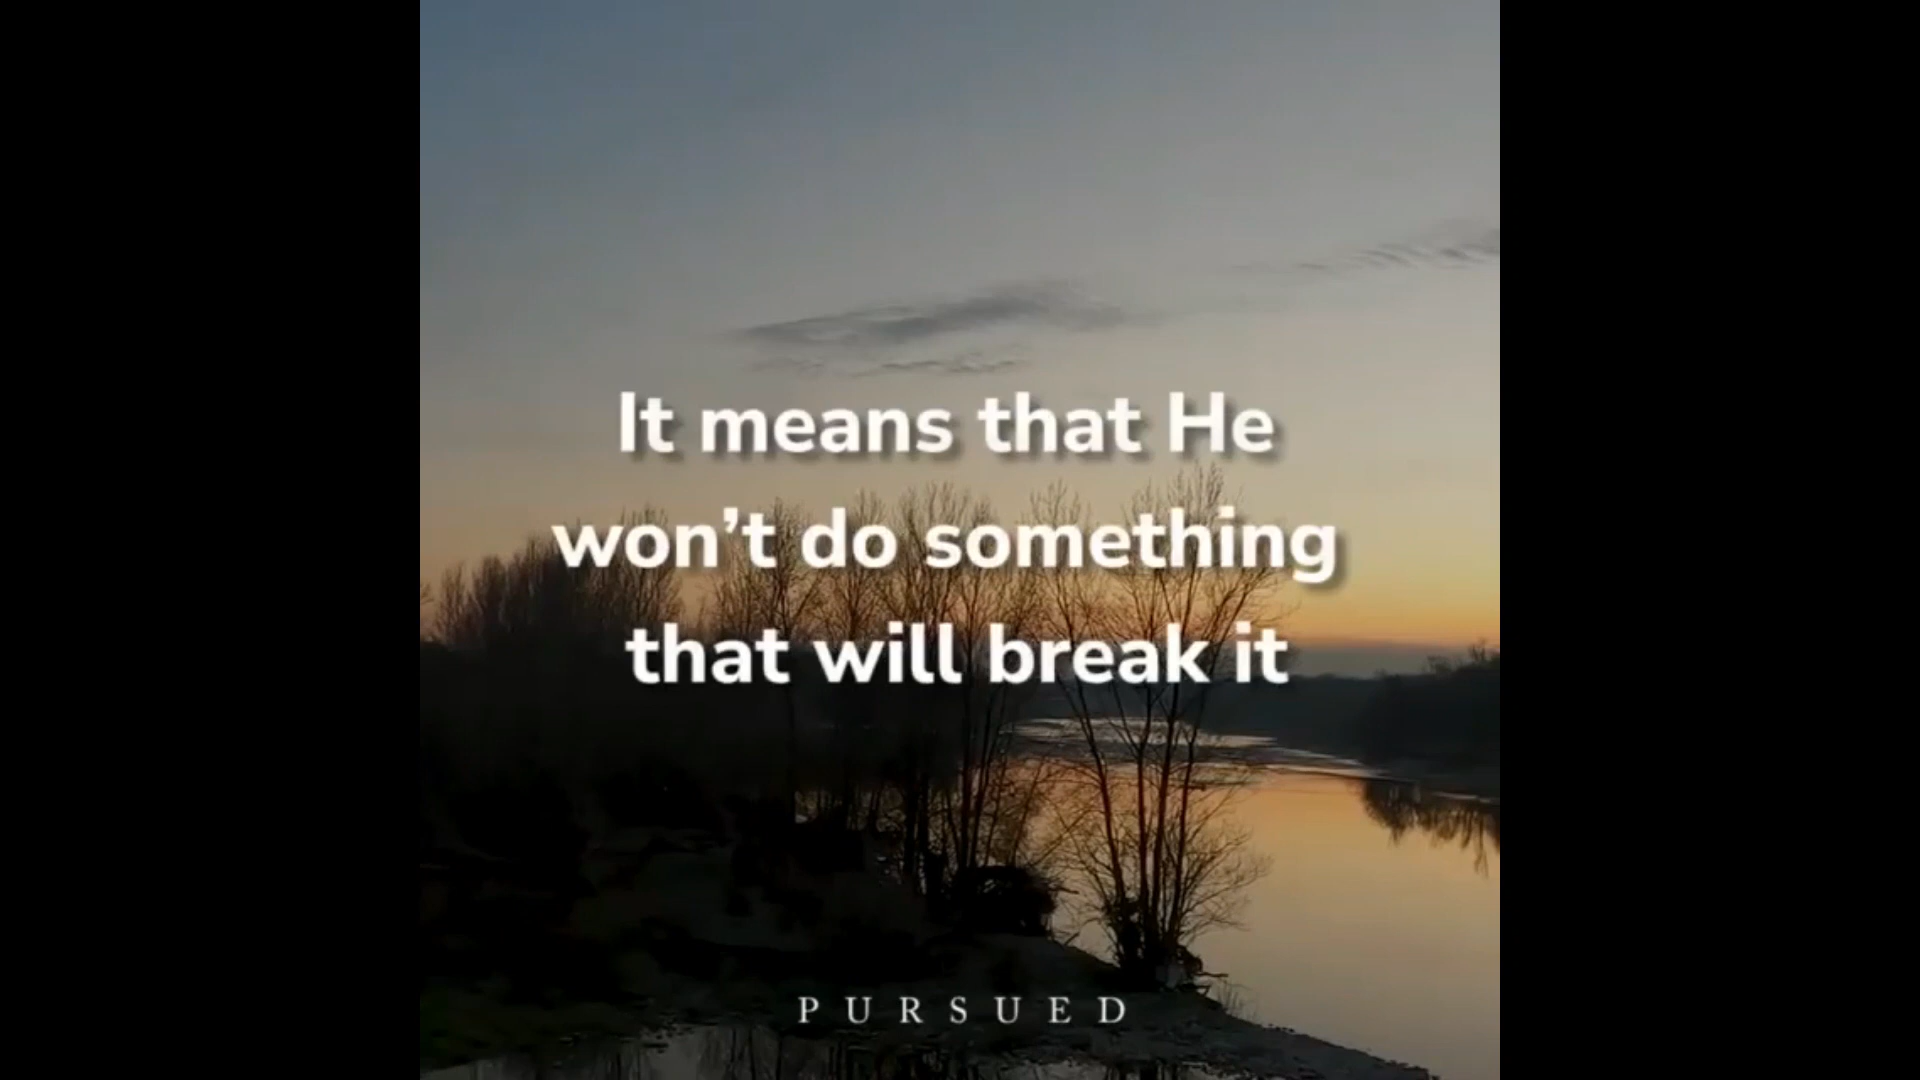 It means that He
won’t do something
that will break it
PURSUED